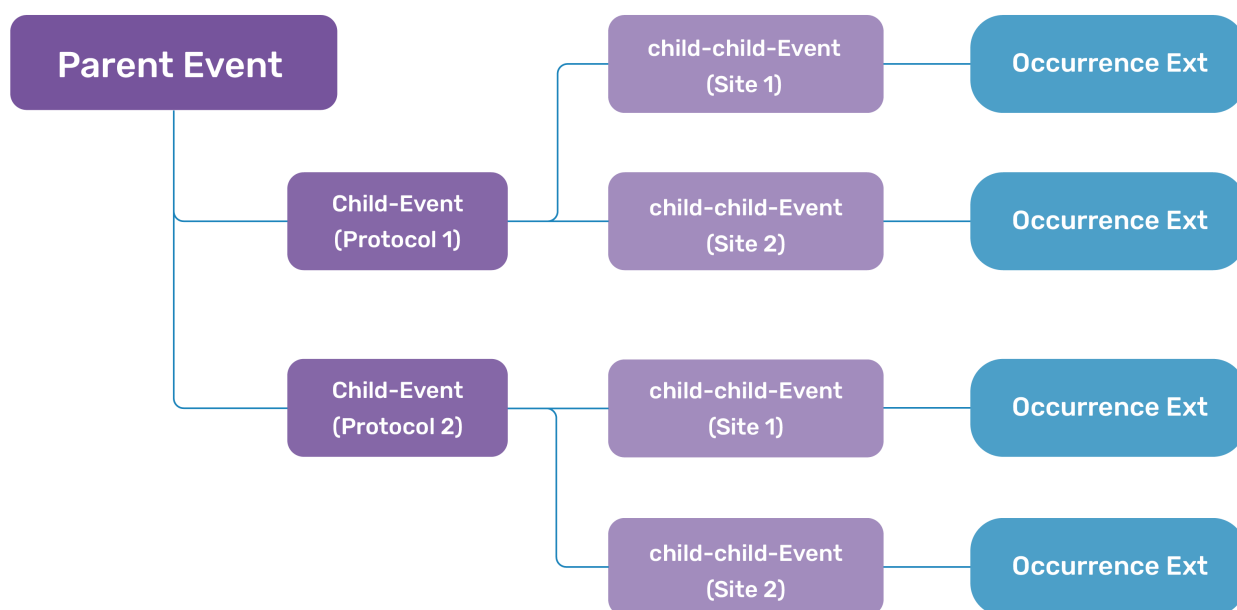 Parent Event
child-child-Event
(Site 1)
Occurrence Ext
Child-Event
(Protocol 1)
child-child-Event
(Site 2)
Occurrence Ext
Child-Event
(Protocol 2)
child-child-Event
(Site 1)
Occurrence Ext
child-child-Event
(Site 2)
Occurrence Ext